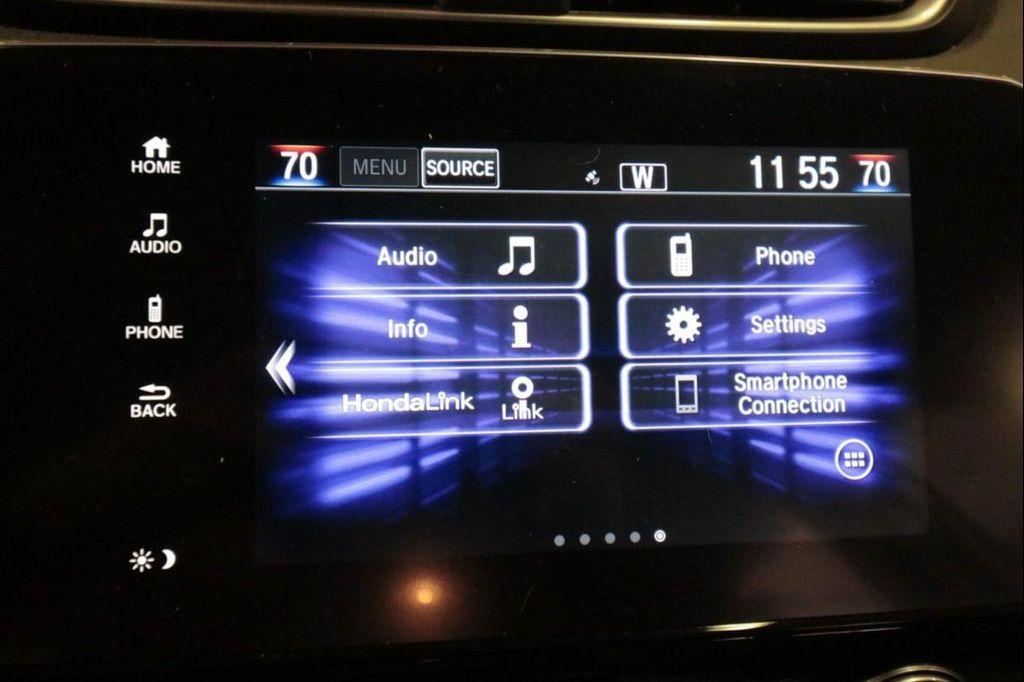 HOME
AUDIO
PHONE
BACK
70 MENU SOURCE W 11 55 70
Audio
Phone
Info
Settings
HondaLink
Link
Smartphone
Connection